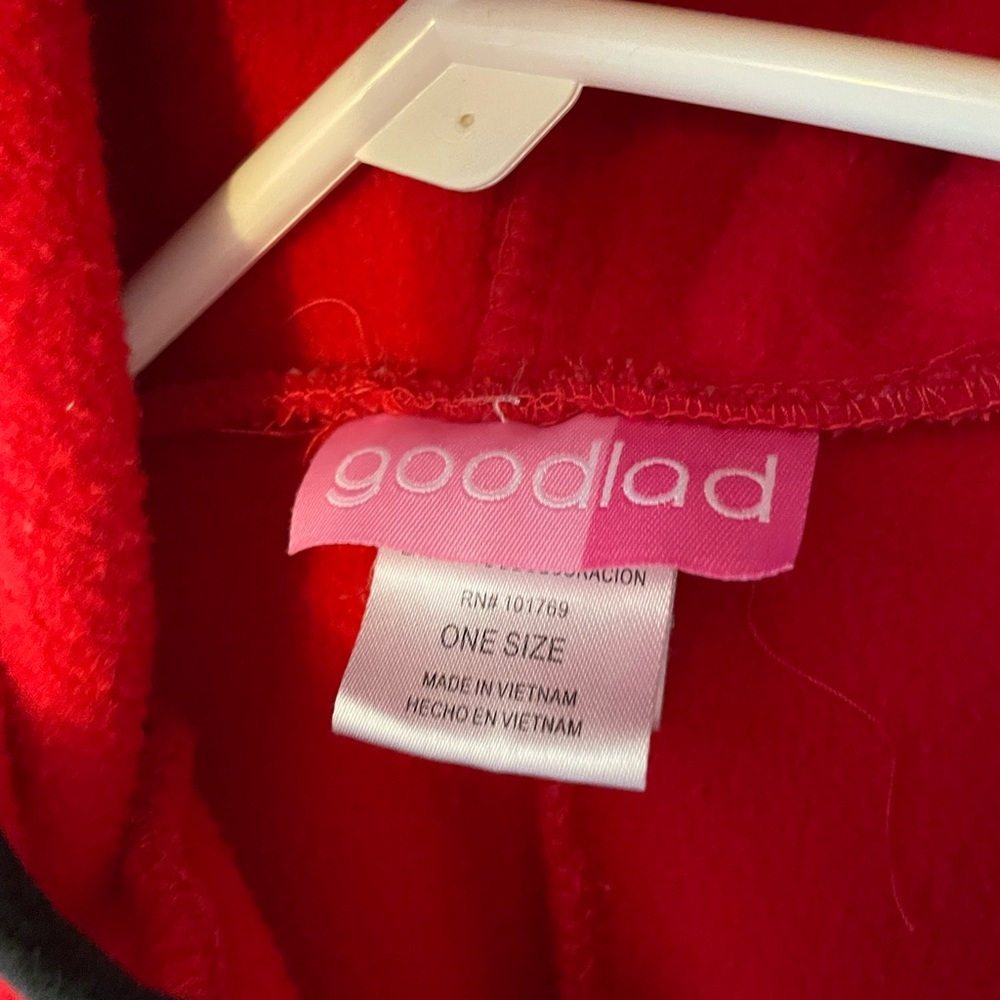 goodlad
RN# 101769
ONE SIZE
MADE IN VIETNAM
HECHO EN VIETNAM